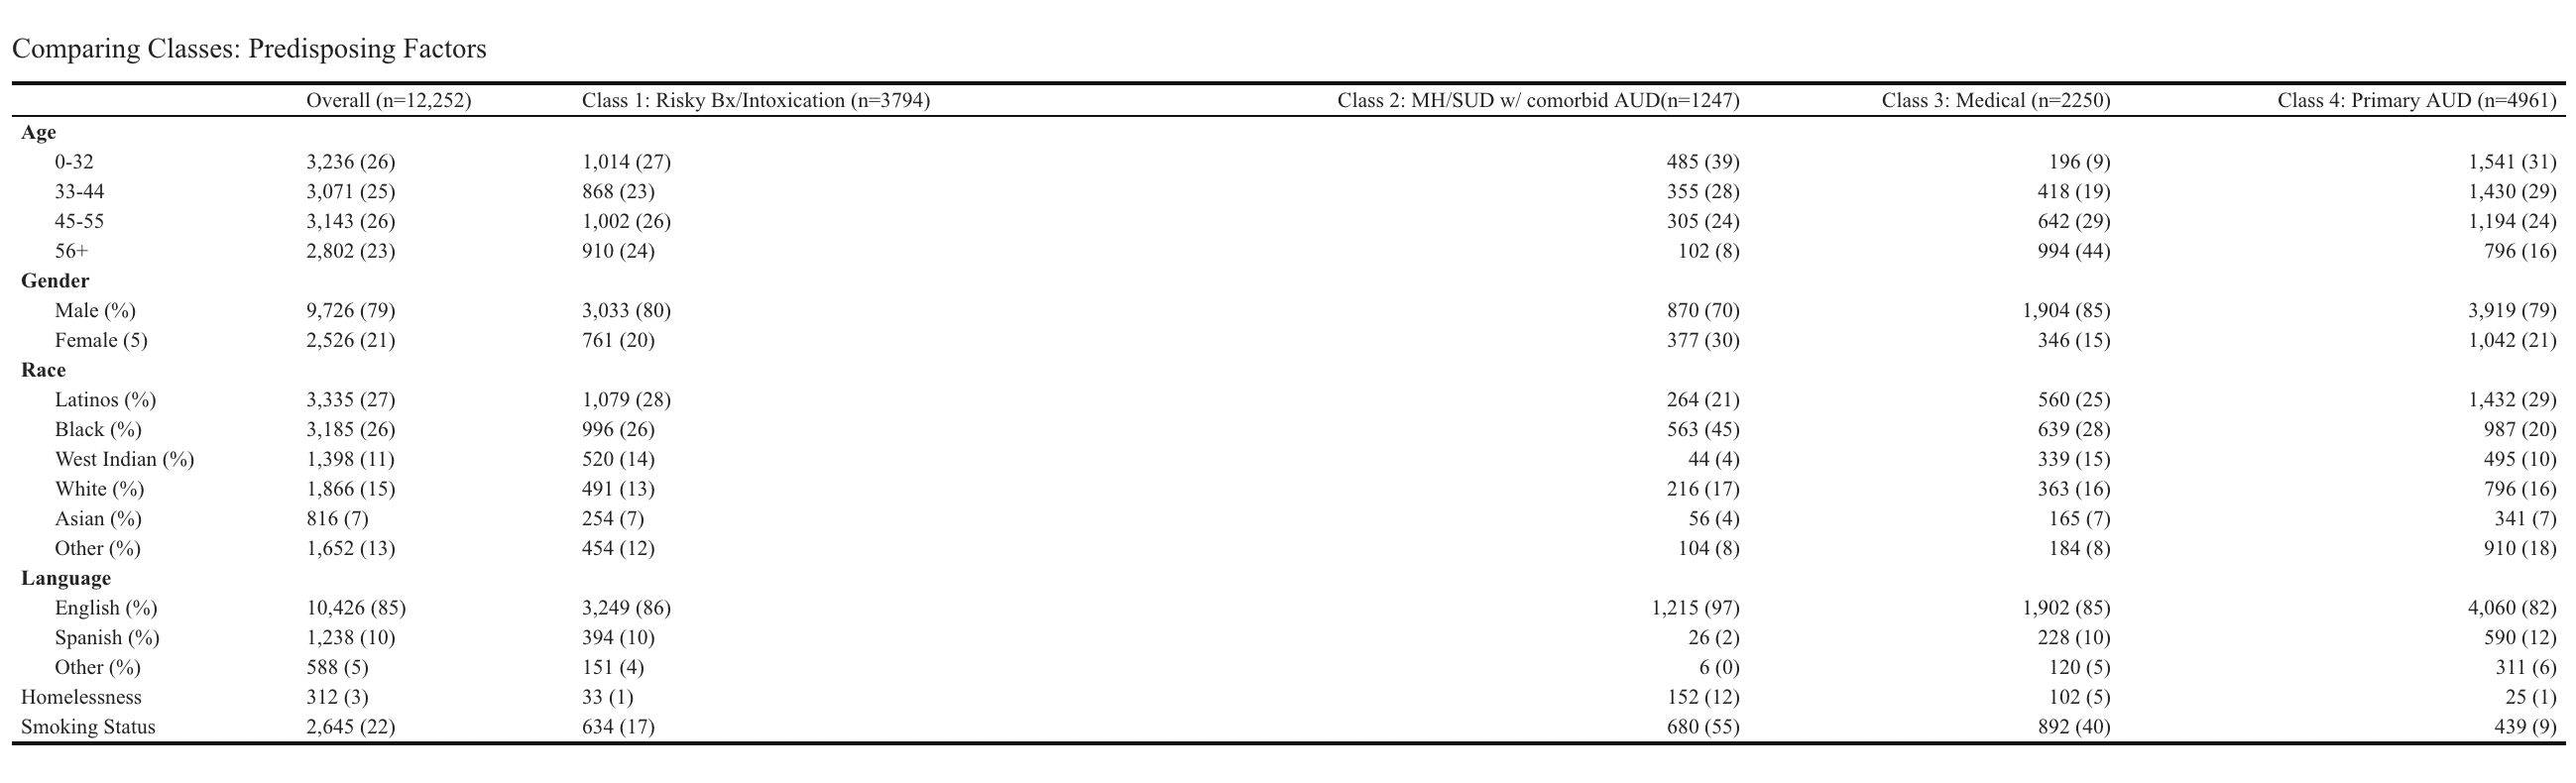 Comparing Classes: Predisposing Factors
Overall (n=12,252) Class 1: Risky Bx/Intoxication (n=3794) Class 2: MH/SUD w/ comorbid AUD(n=1247) Class 3: Medical (n=2250) Class 4: Primary AUD (n=4961)
Age
0-32 3,236 (26) 1,014 (27) 485 (39) 196 (9) 1,541 (31)
33-44 3,071 (25) 868 (23) 355 (28) 418 (19) 1,430 (29)
45-55 3,143 (26) 1,002 (26) 305 (24) 642 (29) 1,194 (24)
56+ 2,802 (23) 910 (24) 102 (8) 994 (44) 796 (16)
Gender
Male (%) 9,726 (79) 3,033 (80) 870 (70) 1,904 (85) 3,919 (79)
Female (5) 2,526 (21) 761 (20) 377 (30) 346 (15) 1,042 (21)
Race
Latinos (%) 3,335 (27) 1,079 (28) 264 (21) 560 (25) 1,432 (29)
Black (%) 3,185 (26) 996 (26) 563 (45) 639 (28) 987 (20)
West Indian (%) 1,398 (11) 520 (14) 44 (4) 339 (15) 495 (10)
White (%) 1,866 (15) 491 (13) 216 (17) 363 (16) 796 (16)
Asian (%) 816 (7) 254 (7) 56 (4) 165 (7) 341 (7)
Other (%) 1,652 (13) 454 (12) 104 (8) 184 (8) 910 (18)
Language
English (%) 10,426 (85) 3,249 (86) 1,215 (97) 1,902 (85) 4,060 (82)
Spanish (%) 1,238 (10) 394 (10) 26 (2) 228 (10) 590 (12)
Other (%) 588 (5) 151 (4) 6 (0) 120 (5) 311 (6)
Homelessness 312 (3) 33 (1) 152 (12) 102 (5) 25 (1)
Smoking Status 2,645 (22) 634 (17) 680 (55) 892 (40) 439 (9)